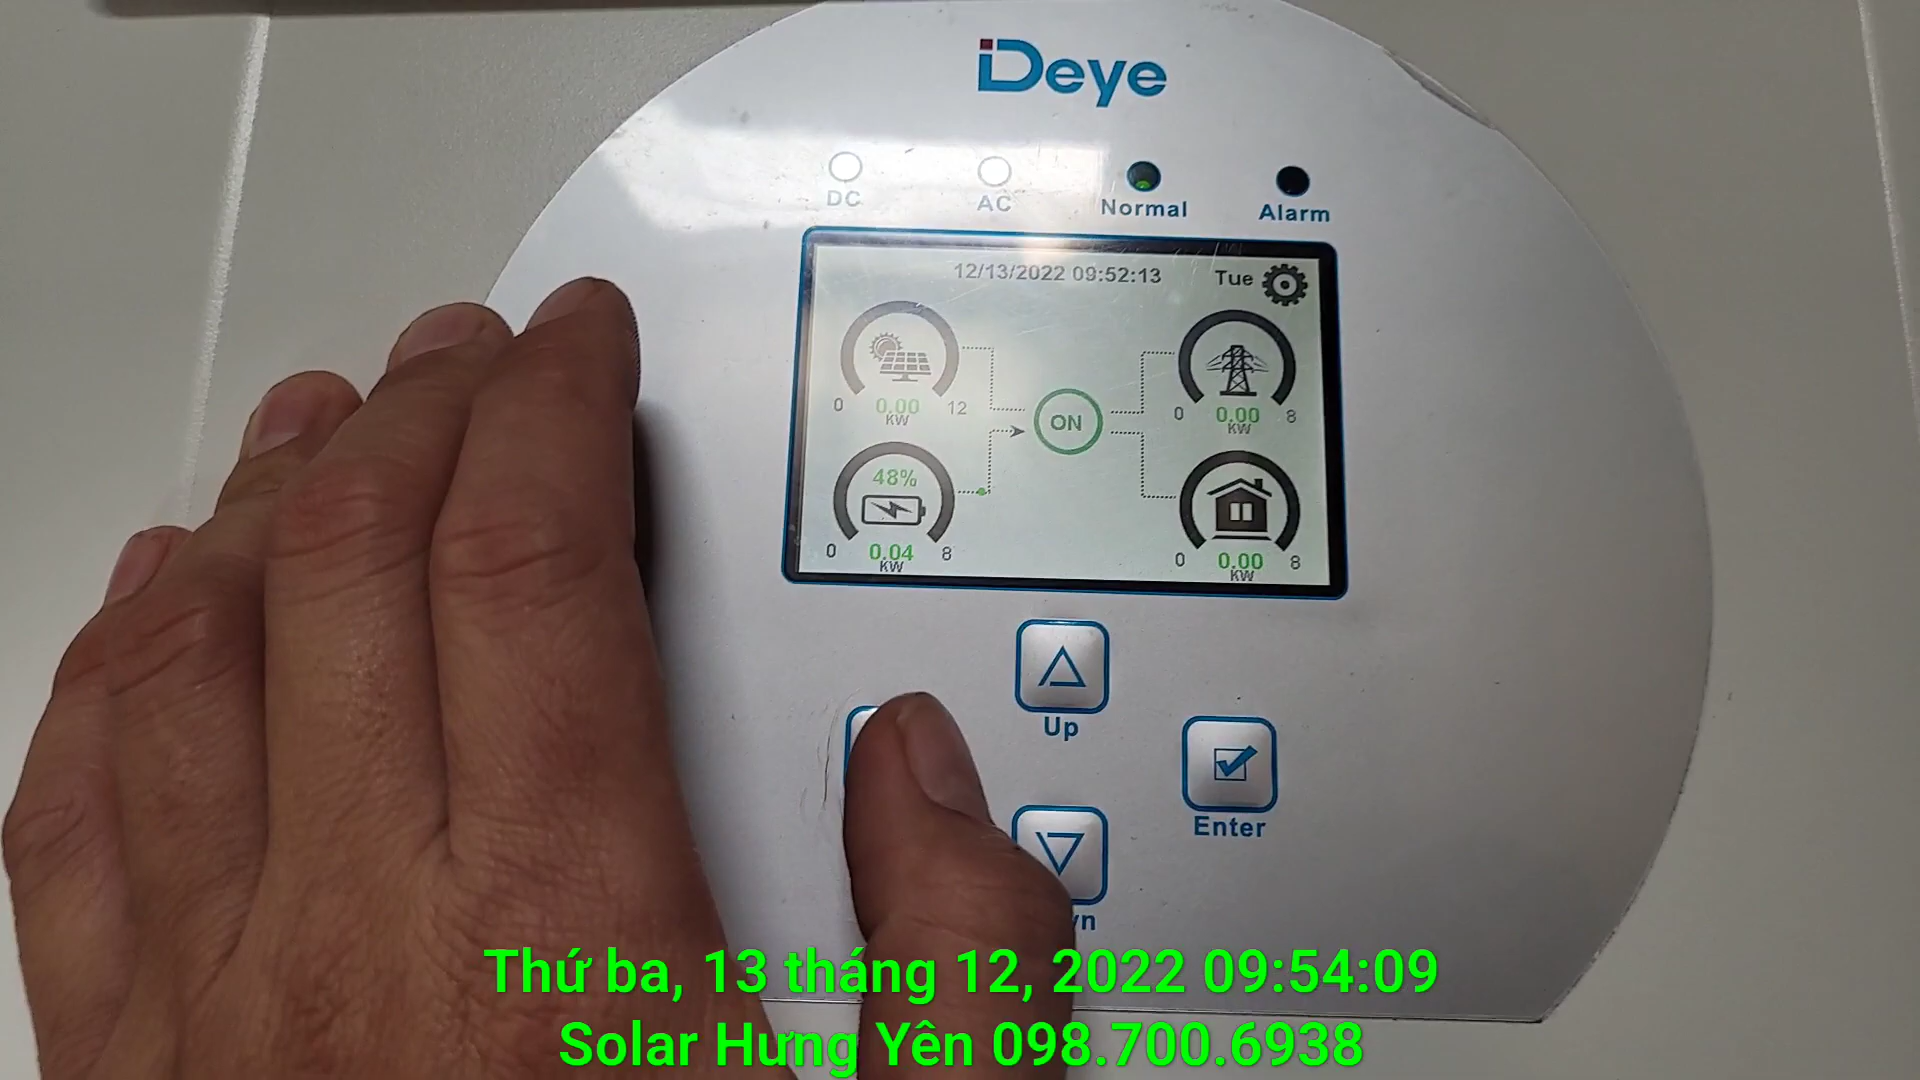 Deye
DC AC Normal Alarm
12/13/2022 09:52:13 Tue
0 0.00 12
KW
0 0.00 8
KW
ON
48%
0 0.04 8
KW
0 0.00 8
KW
Up
Enter
Thứ ba, 13 tháng 12, 2022 09:54:09
Solar Hưng Yên 098.700.6938